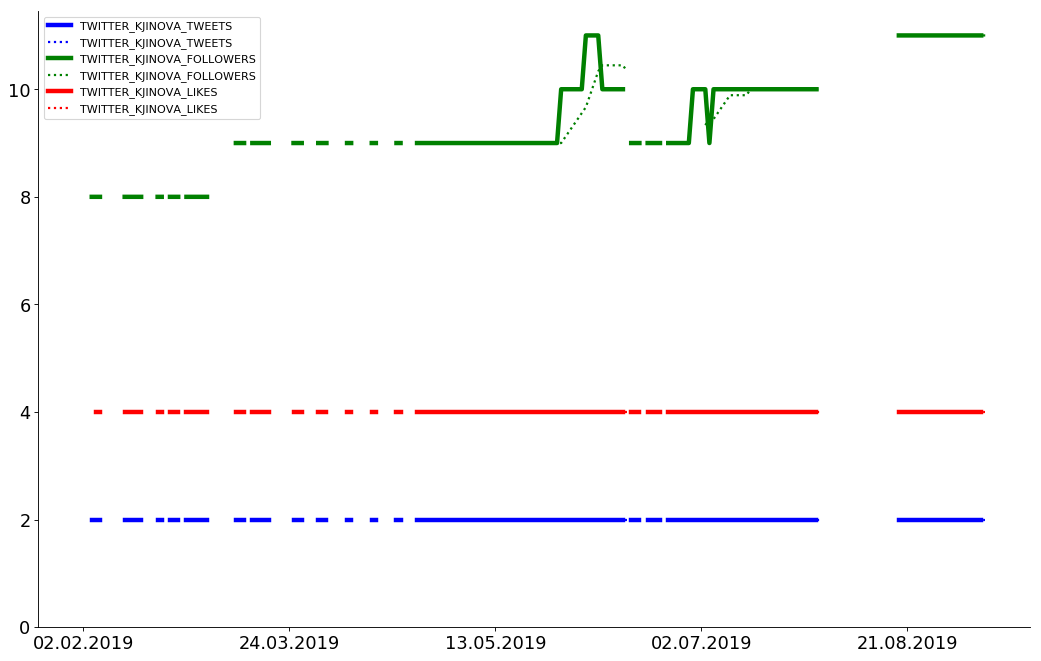 TWITTER_KJINOVA_TWEETS
TWITTER_KJINOVA_TWEETS
TWITTER_KJINOVA_FOLLOWERS
TWITTER_KJINOVA_FOLLOWERS
TWITTER_KJINOVA_LIKES
TWITTER_KJINOVA_LIKES
10
8
6
4
2
0
02.02.2019 24.03.2019 13.05.2019 02.07.2019 21.08.2019